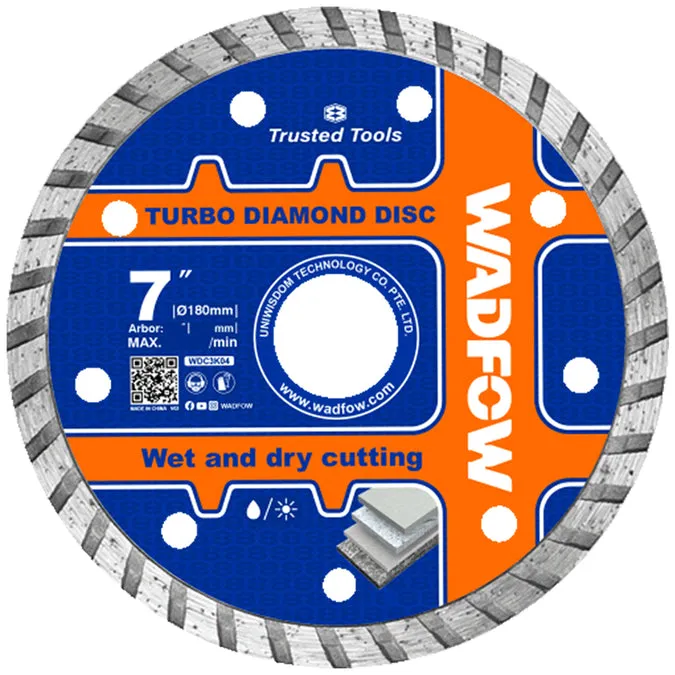 Trusted Tools
TURBO DIAMOND DISC
WADFOW
7″
|Ø180mm|
Arbor: ″| mm|
MAX. /min
WDC3K04
MADE IN CHINA V02
WADFOW
UNIWISDOM TECHNOLOGY CO. PTE. LTD.
www.wadfow.com
Wet and dry cutting